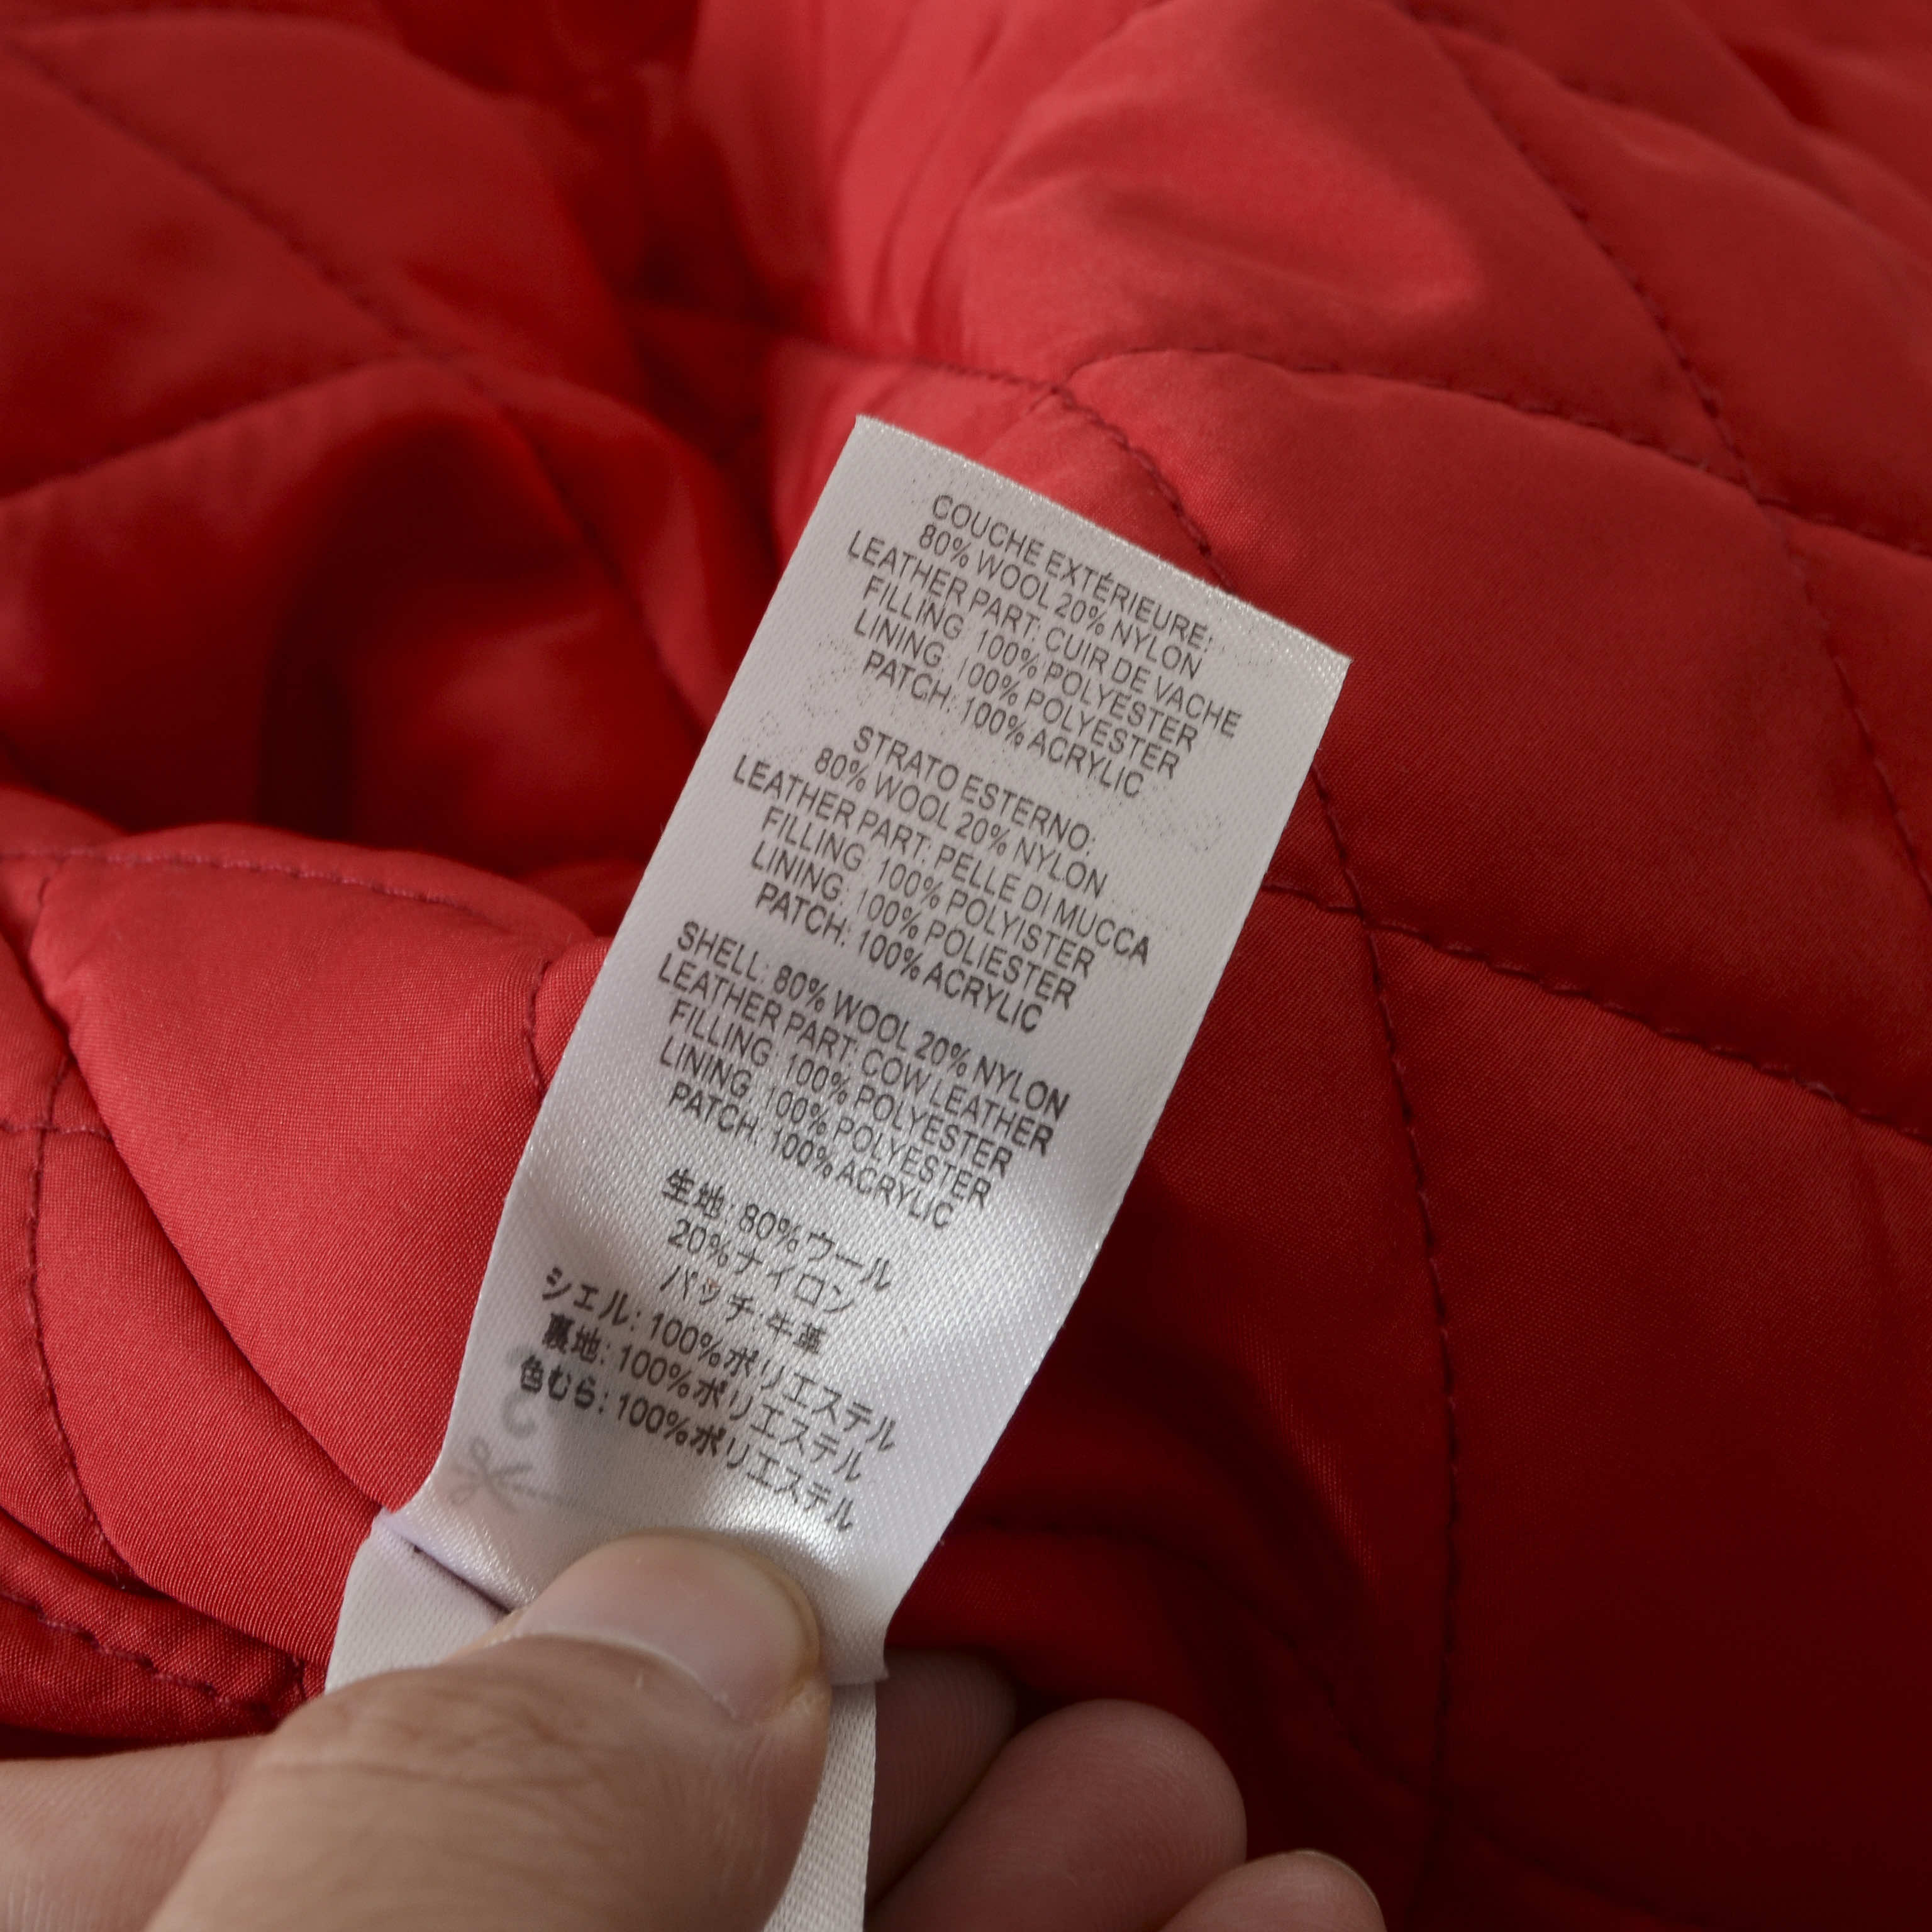 COUCHE EXTÉRIEURE:
80% WOOL 20% NYLON
LEATHER PART: CUIR DE VACHE
FILLING: 100% POLYESTER
LINING: 100% POLYESTER
PATCH: 100% ACRYLIC
STRATO ESTERNO:
80% WOOL 20% NYLON
LEATHER PART: PELLE DI MUCCA
FILLING: 100% POLYISTER
LINING: 100% POLIESTER
PATCH: 100% ACRYLIC
SHELL: 80% WOOL 20% NYLON
LEATHER PART: COW LEATHER
FILLING: 100% POLYESTER
LINING: 100% POLYESTER
PATCH: 100% ACRYLIC
生地: 80%ウール
20%ナイロン
パッチ: 牛革
シェル: 100%ポリエステル
裏地: 100%ポリエステル
色むら: 100%ポリエステル